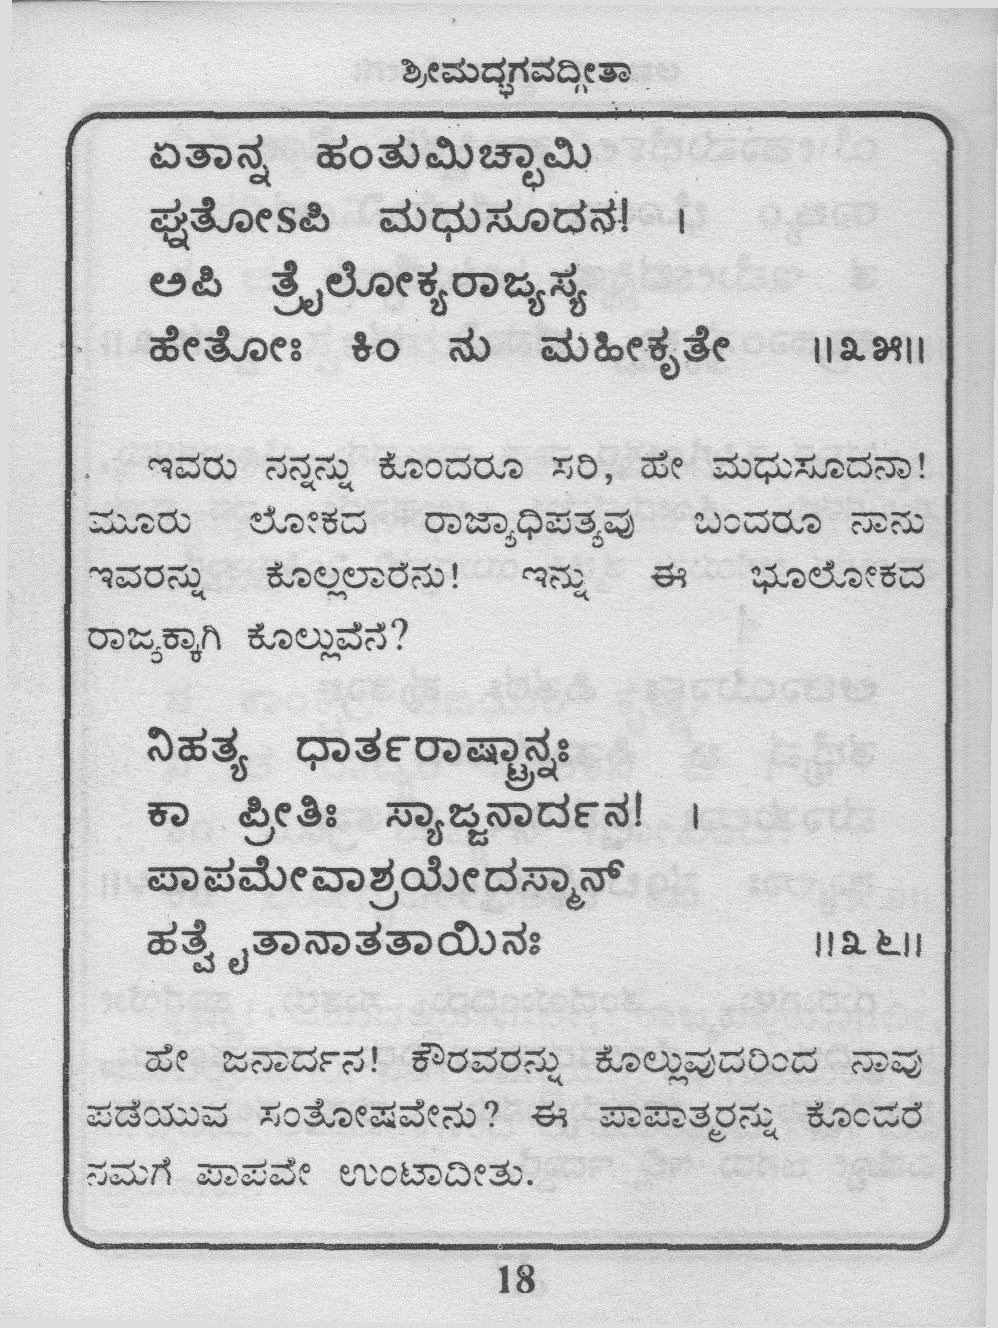 ಶ್ರೀಮದ್ಭಗವದ್ಗೀತಾ
ಏತಾನ್ನ ಹಂತುಮಿಚ್ಛಾಮಿ
ಘ್ನತೋಽಪಿ ಮಧುಸೂದನ! ।
ಅಪಿ ತ್ರೈಲೋಕ್ಯರಾಜ್ಯಸ್ಯ
ಹೇತೋಃ ಕಿಂ ನು ಮಹೀಕೃತೇ ॥೩೫॥
ಇವರು ನನ್ನನ್ನು ಕೊಂದರೂ ಸರಿ, ಹೇ ಮಧುಸೂದನಾ!
ಮೂರು ಲೋಕದ ರಾಜ್ಯಾಧಿಪತ್ಯವು ಬಂದರೂ ನಾನು
ಇವರನ್ನು ಕೊಲ್ಲಲಾರೆನು! ಇನ್ನು ಈ ಭೂಲೋಕದ
ರಾಜ್ಯಕ್ಕಾಗಿ ಕೊಲ್ಲುವೆನೆ?
ನಿಹತ್ಯ ಧಾರ್ತರಾಷ್ಟ್ರಾನ್ನಃ
ಕಾ ಪ್ರೀತಿಃ ಸ್ಯಾಜ್ಜನಾರ್ದನ! ।
ಪಾಪಮೇವಾಶ್ರಯೇದಸ್ಮಾನ್
ಹತ್ವೈತಾನಾತತಾಯಿನಃ ॥೩೬॥
ಹೇ ಜನಾರ್ದನ! ಕೌರವರನ್ನು ಕೊಲ್ಲುವುದರಿಂದ ನಾವು
ಪಡೆಯುವ ಸಂತೋಷವೇನು? ಈ ಪಾಪಾತ್ಮರನ್ನು ಕೊಂದರೆ
ನಮಗೆ ಪಾಪವೇ ಉಂಟಾದೀತು.
18